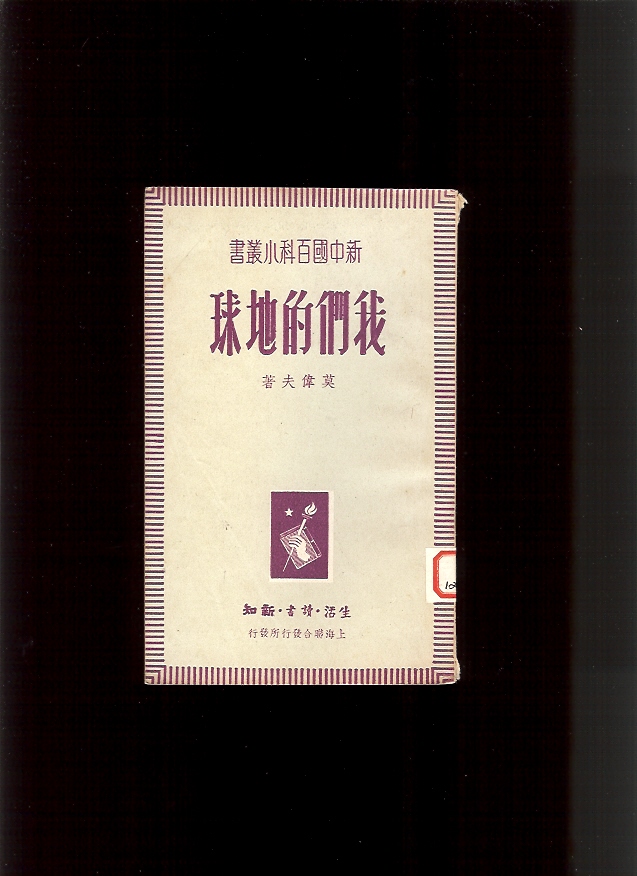 新中國百科小叢書
我們的地球
莫偉夫著
生活·讀書·新知
上海聯合發行所發行